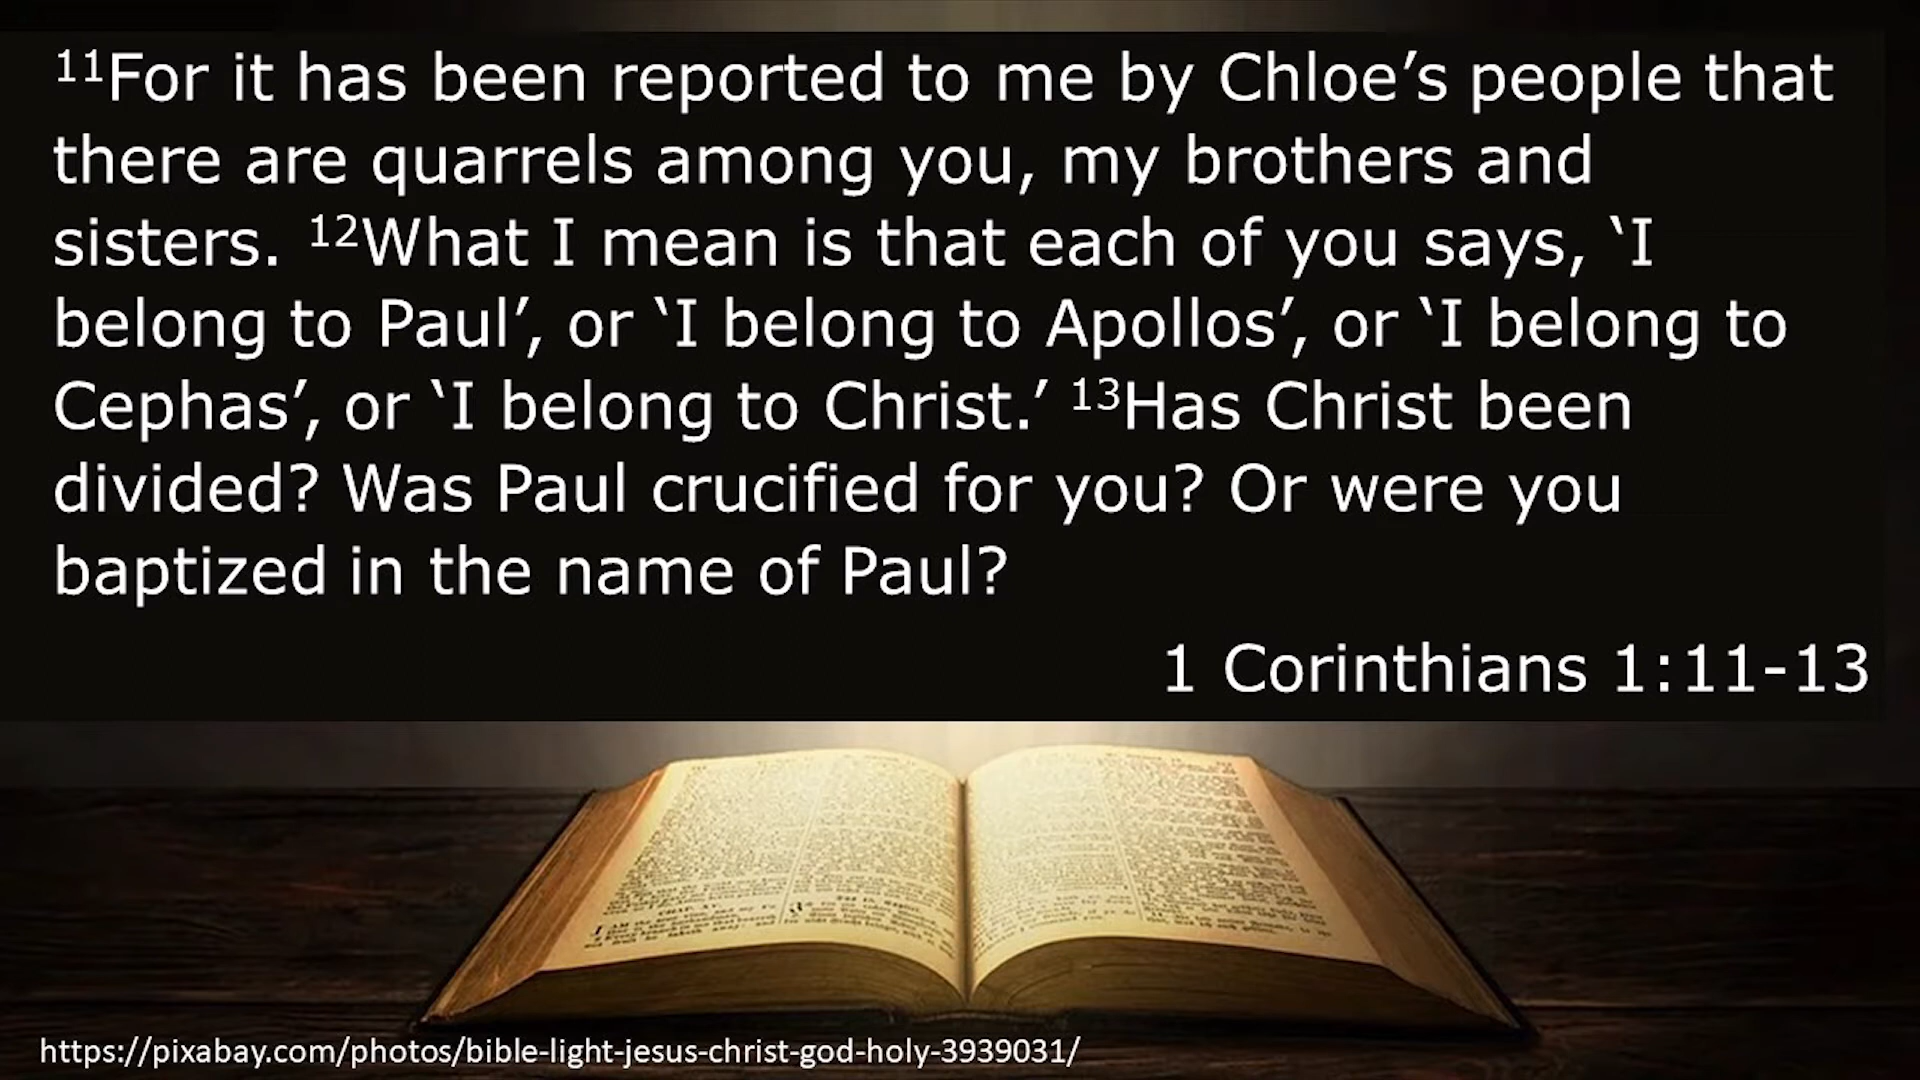 ¹¹For it has been reported to me by Chloe’s people that
there are quarrels among you, my brothers and
sisters. ¹²What I mean is that each of you says, ‘I
belong to Paul’, or ‘I belong to Apollos’, or ‘I belong to
Cephas’, or ‘I belong to Christ.’ ¹³Has Christ been
divided? Was Paul crucified for you? Or were you
baptized in the name of Paul?
1 Corinthians 1:11-13
https://pixabay.com/photos/bible-light-jesus-christ-god-holy-3939031/